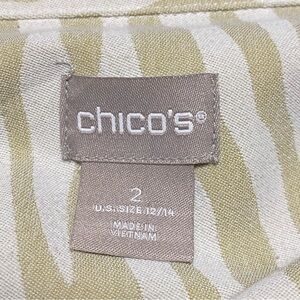 chico's®
2
U.S. SIZE 12/14
MADE IN
VIETNAM